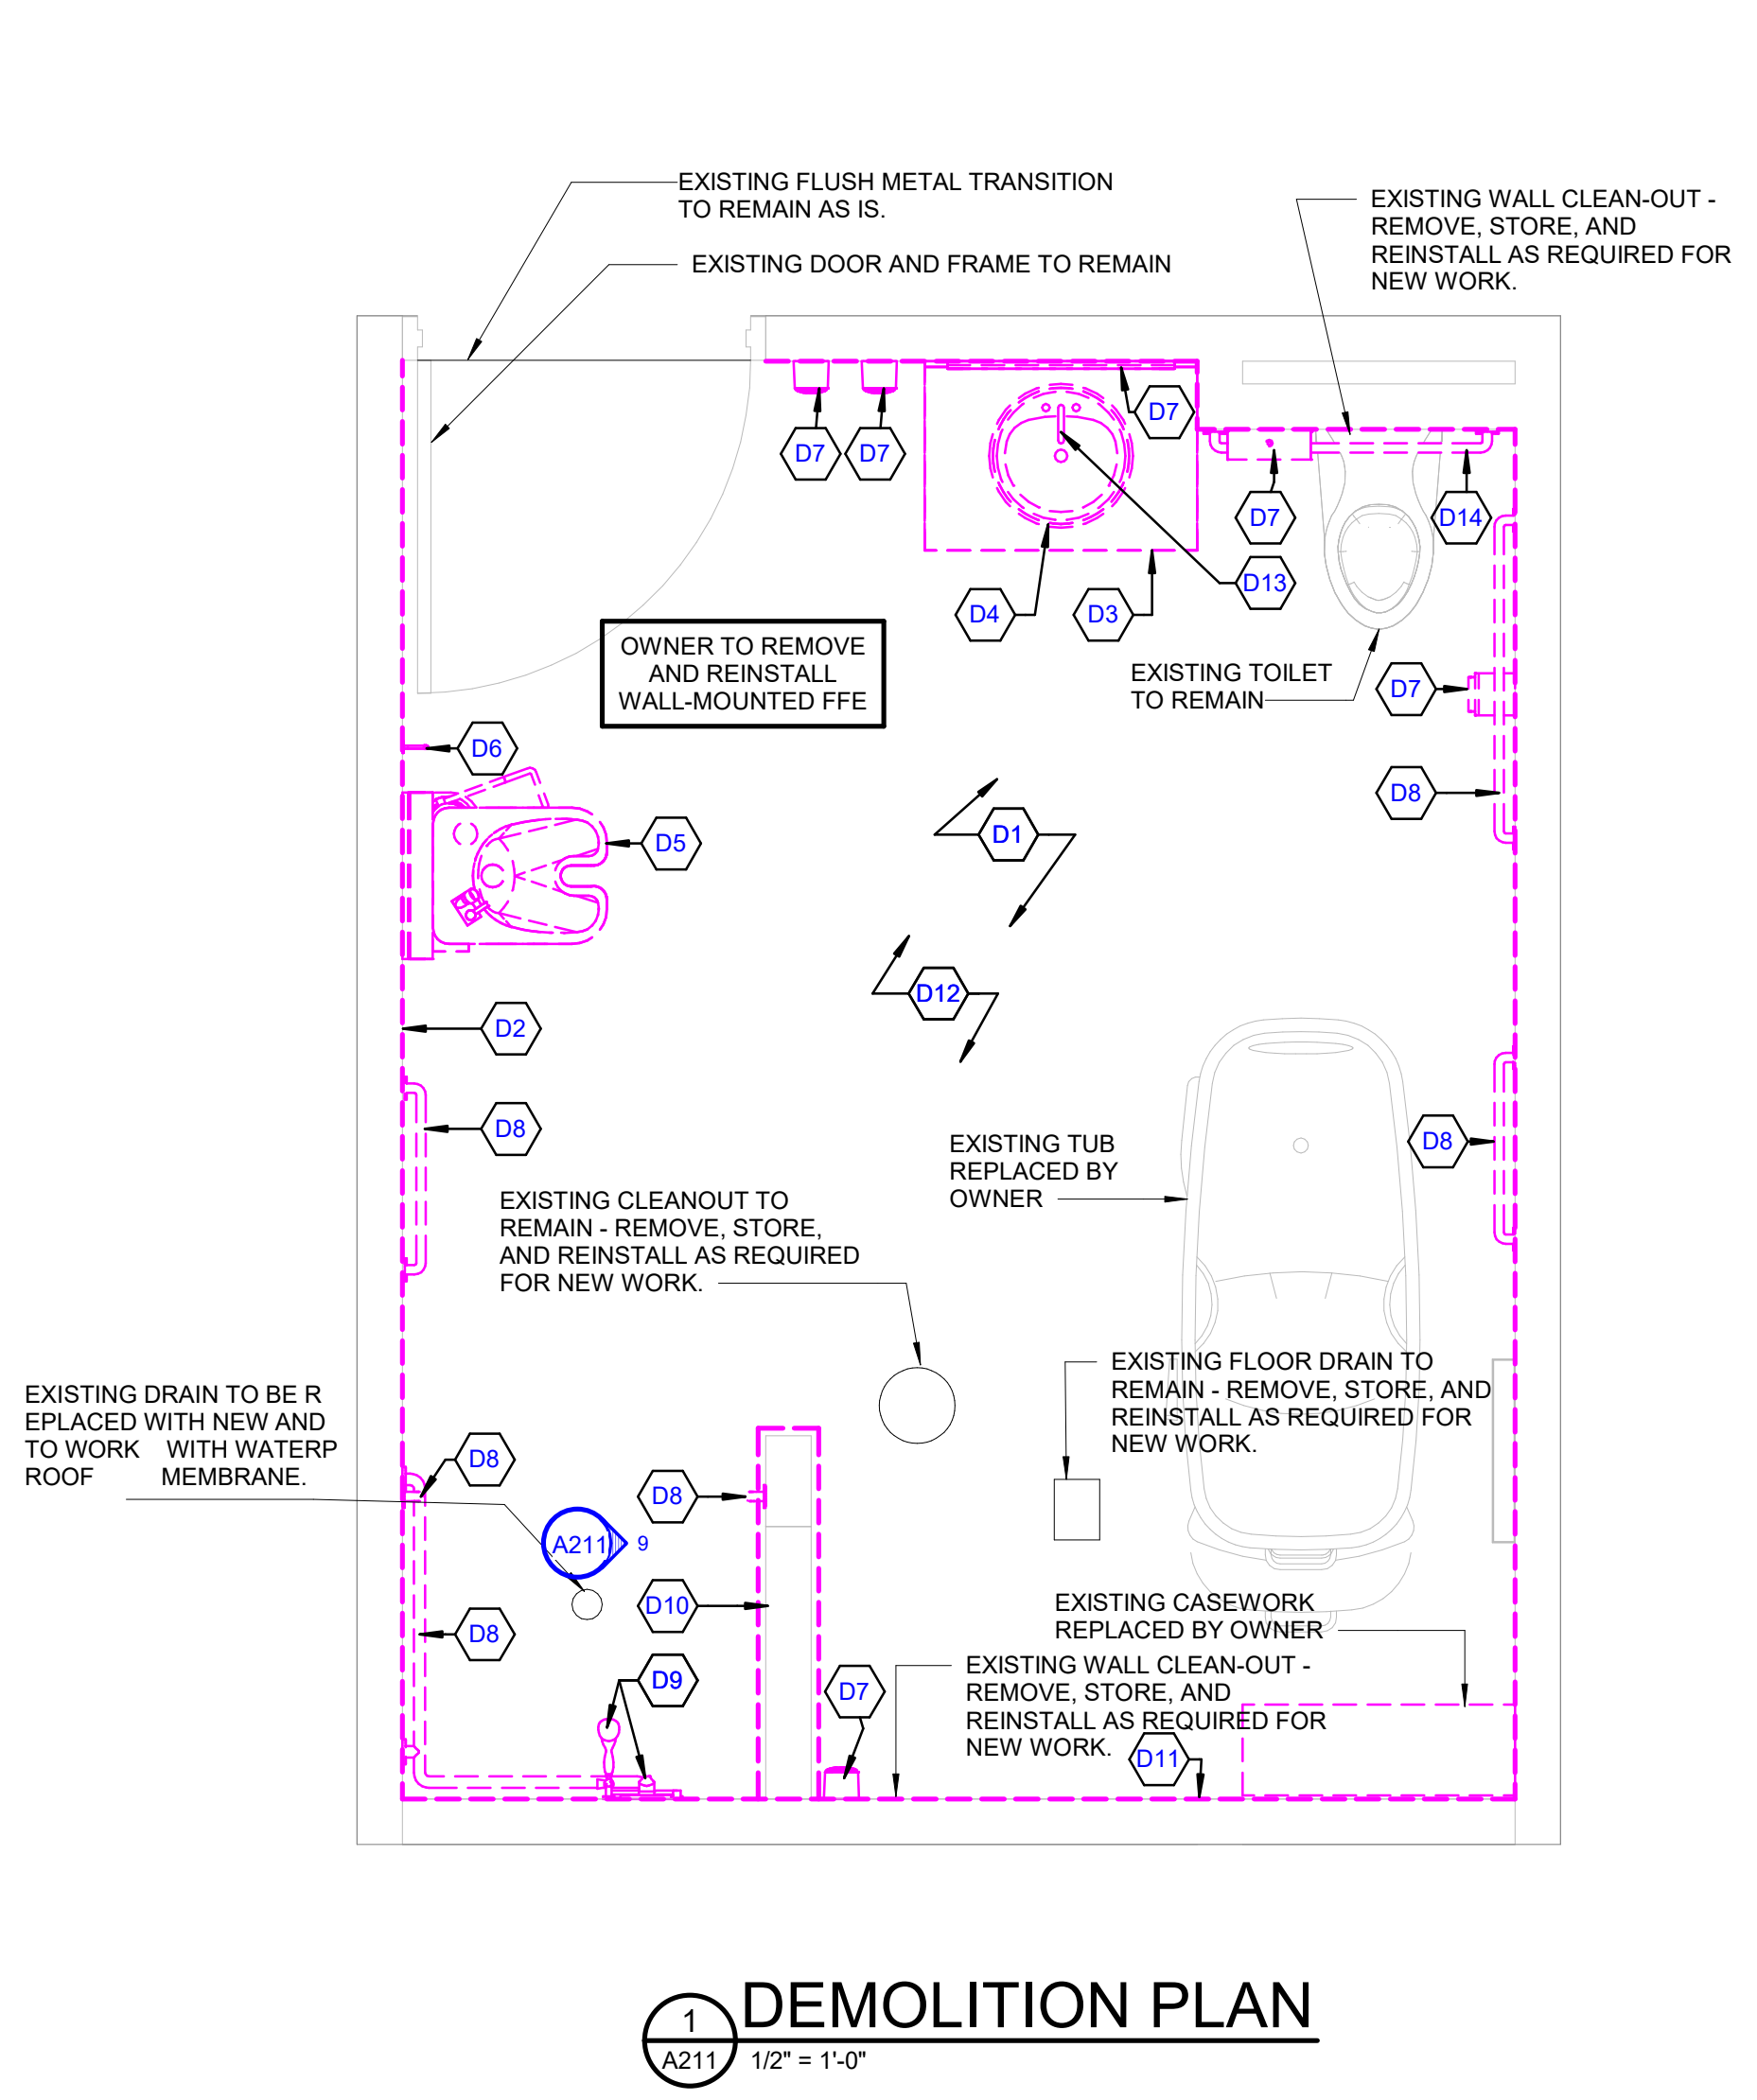 EXISTING FLUSH METAL TRANSITION
TO REMAIN AS IS.
EXISTING WALL CLEAN-OUT -
REMOVE, STORE, AND
REINSTALL AS REQUIRED FOR
NEW WORK.
EXISTING DOOR AND FRAME TO REMAIN
D7
D7
D7
D7
D14
D13
D4
D3
OWNER TO REMOVE
AND REINSTALL
WALL-MOUNTED FFE
EXISTING TOILET
TO REMAIN
D7
D6
D8
D1
D5
D12
D2
D8
D8
EXISTING TUB
REPLACED BY
OWNER
EXISTING CLEANOUT TO
REMAIN - REMOVE, STORE,
AND REINSTALL AS REQUIRED
FOR NEW WORK.
EXISTING FLOOR DRAIN TO
REMAIN - REMOVE, STORE, AND
REINSTALL AS REQUIRED FOR
NEW WORK.
EXISTING DRAIN TO BE R
EPLACED WITH NEW AND
TO WORK WITH WATERP
ROOF MEMBRANE.
D8
D8
A211
9
D10
D8
EXISTING CASEWORK
REPLACED BY OWNER
D9
D7
EXISTING WALL CLEAN-OUT -
REMOVE, STORE, AND
REINSTALL AS REQUIRED FOR
NEW WORK.
D11
1
DEMOLITION PLAN
A211
1/2" = 1'-0"